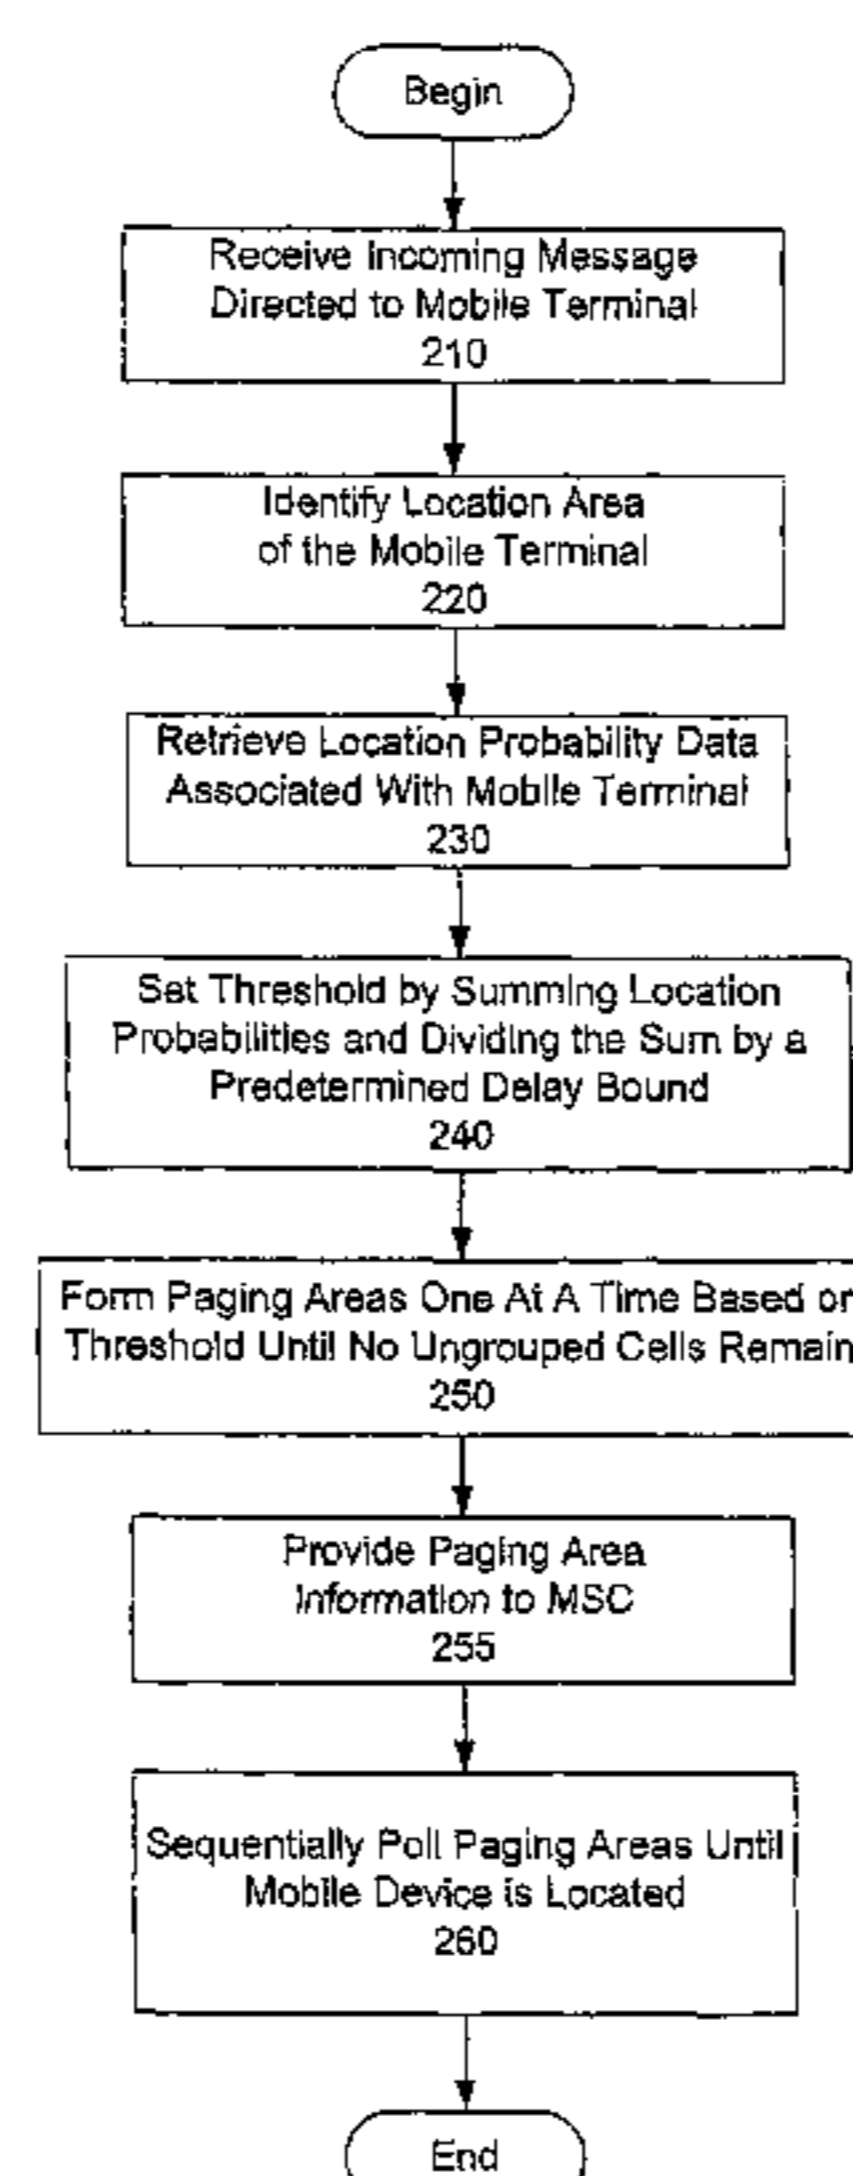 Begin
Receive Incoming Message
Directed to Mobile Terminal
210
Identify Location Area
of the Mobile Terminal
220
Retrieve Location Probability Data
Associated With Mobile Terminal
230
Set Threshold by Summing Location
Probabilities and Dividing the Sum by a
Predetermined Delay Bound
240
Form Paging Areas One At A Time Based on
Threshold Until No Ungrouped Cells Remain
250
Provide Paging Area
Information to MSC
255
Sequentially Poll Paging Areas Until
Mobile Device is Located
260
End